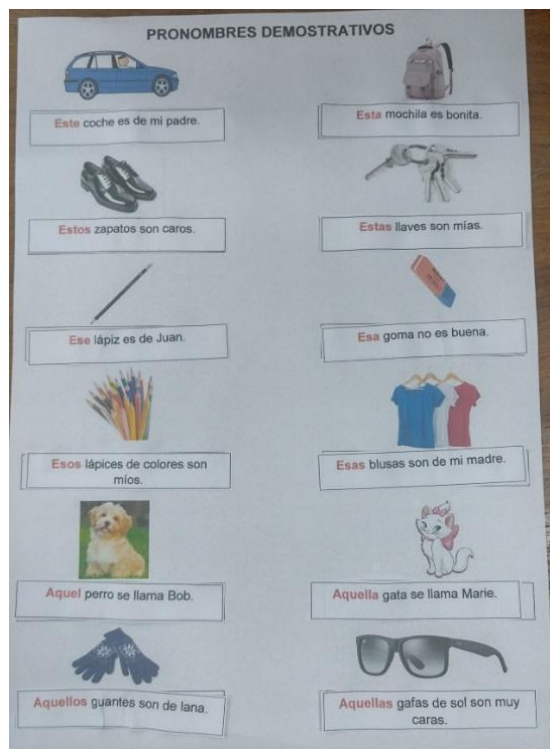 PRONOMBRES DEMOSTRATIVOS
Este coche es de mi padre.
Esta mochila es bonita.
Estos zapatos son caros.
Estas llaves son mías.
Ese lápiz es de Juan.
Esa goma no es buena.
Esos lápices de colores son
míos.
Esas blusas son de mi madre.
Aquel perro se llama Bob.
Aquella gata se llama Marie.
Aquellos guantes son de lana.
Aquellas gafas de sol son muy
caras.